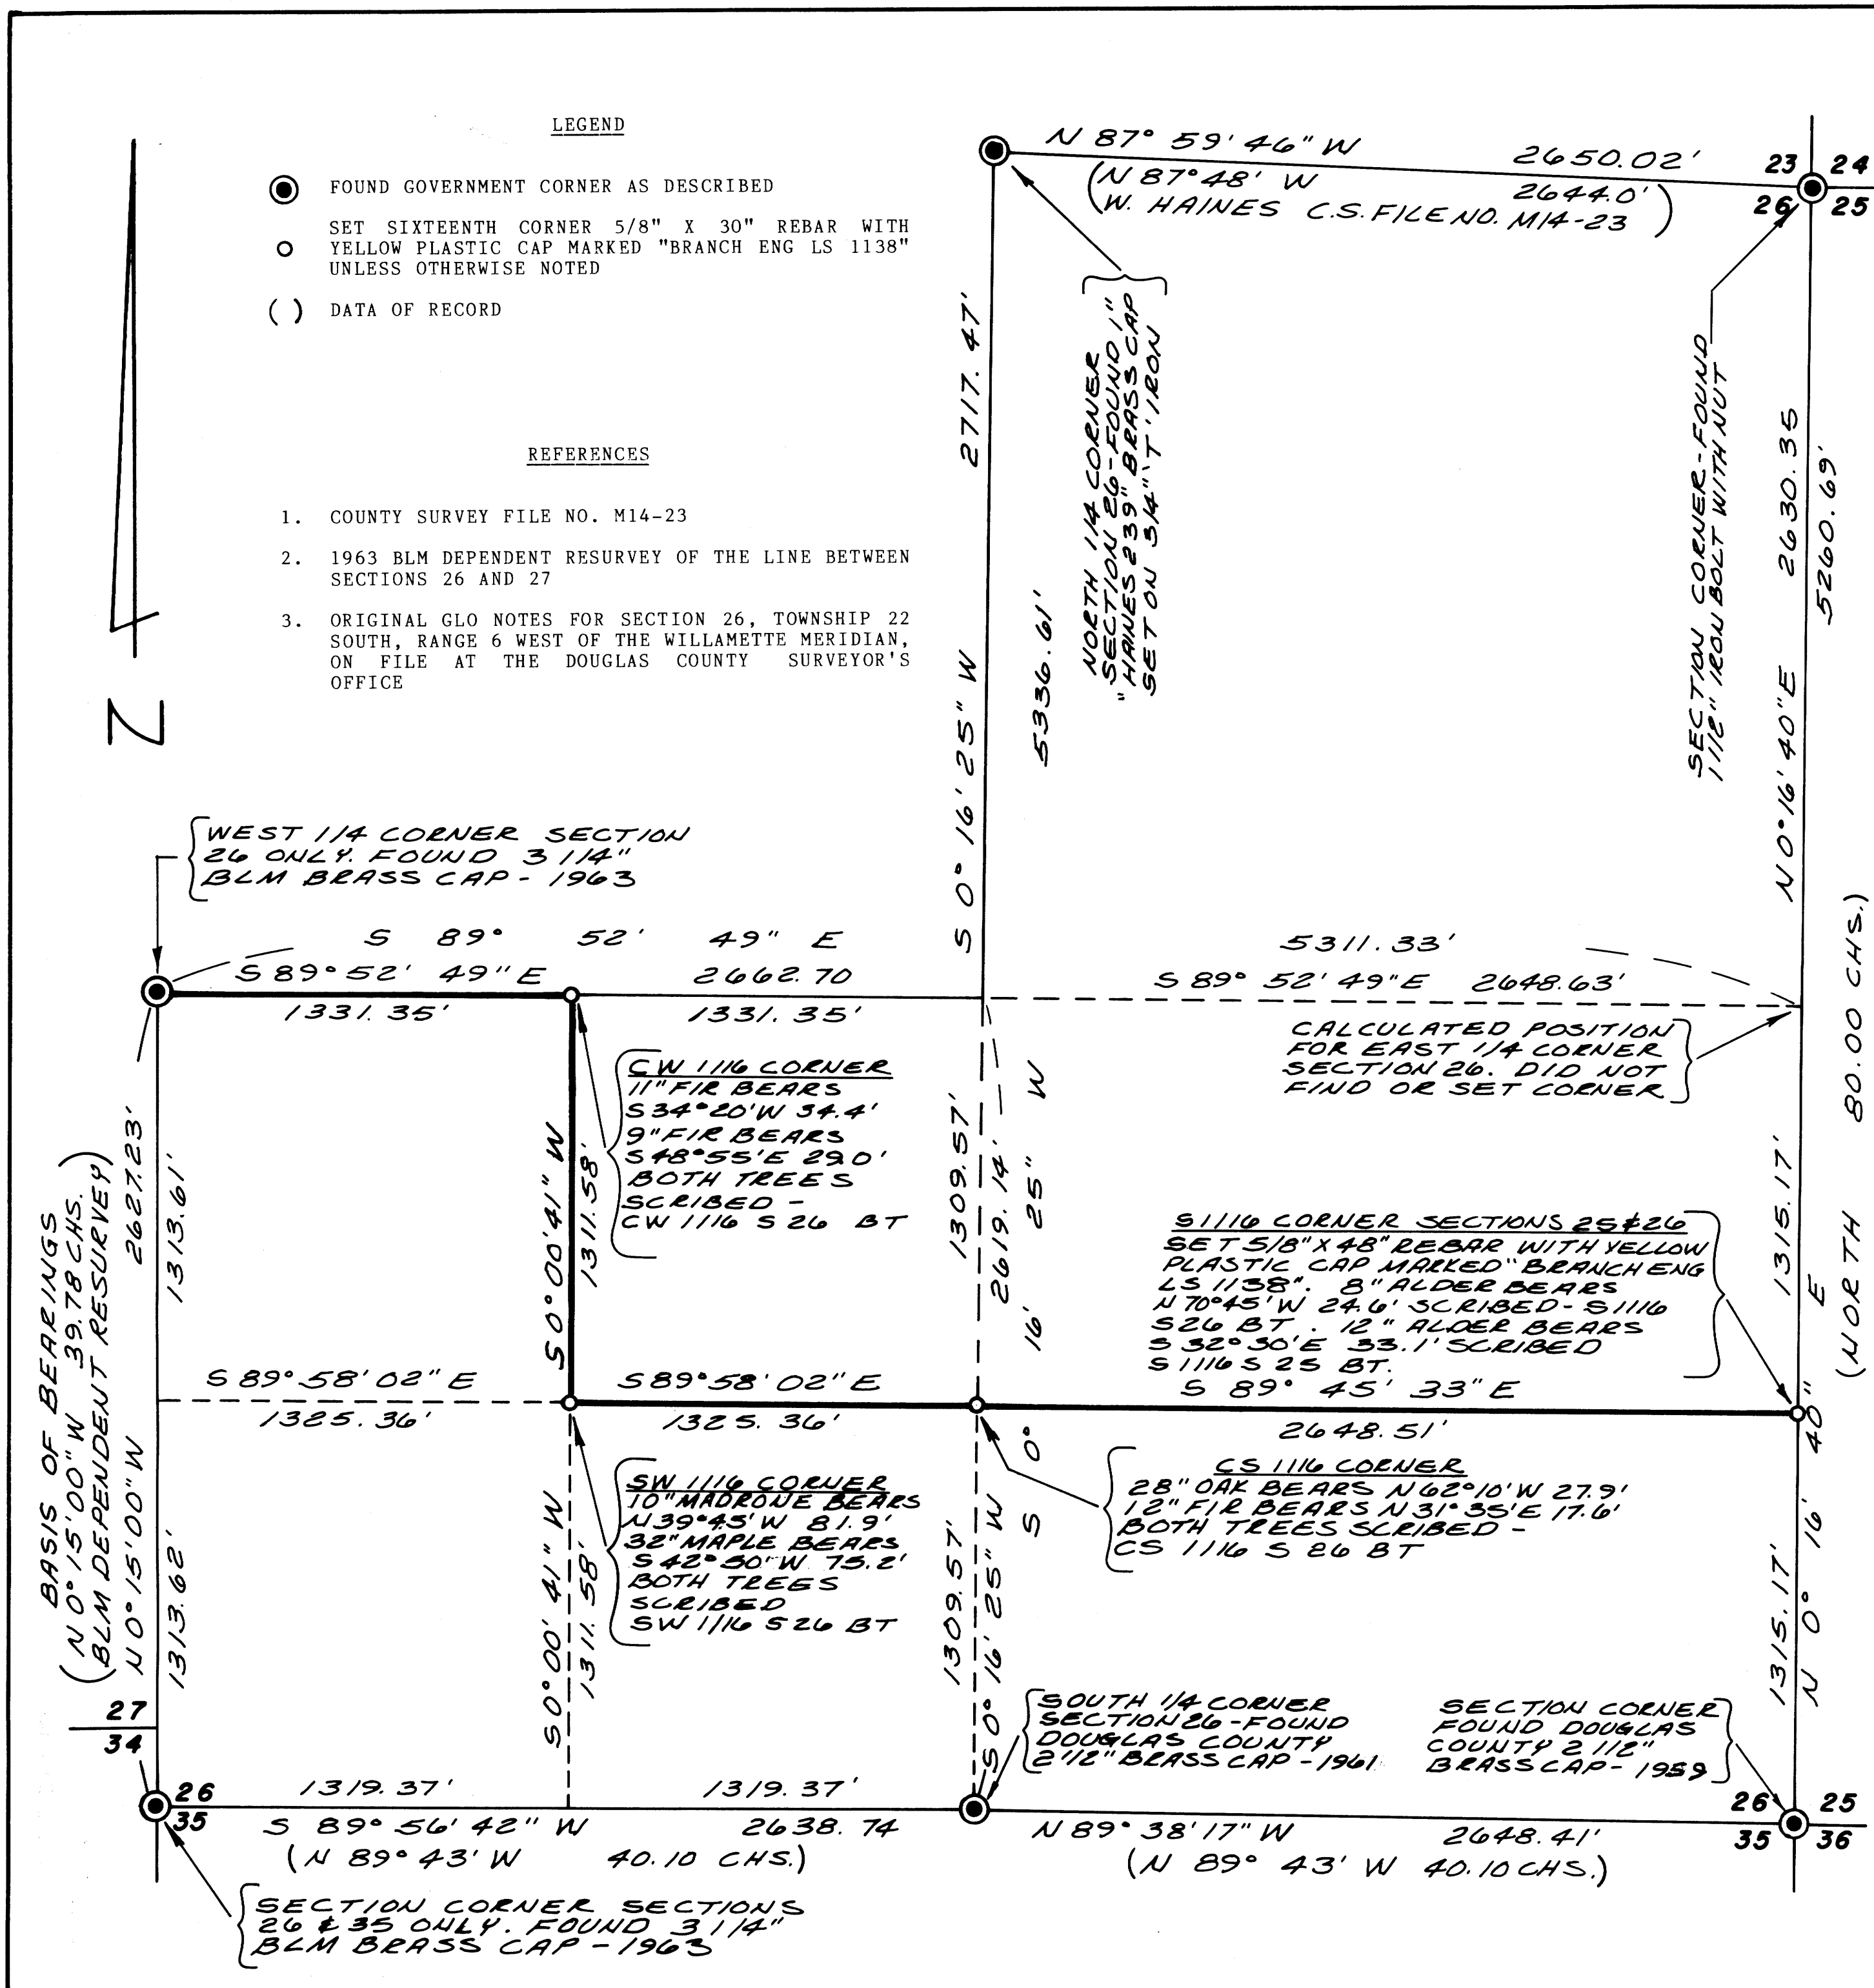 LEGEND
FOUND GOVERNMENT CORNER AS DESCRIBED
SET SIXTEENTH CORNER 5/8" X 30" REBAR WITH
YELLOW PLASTIC CAP MARKED "BRANCH ENG LS 1138"
UNLESS OTHERWISE NOTED
( ) DATA OF RECORD
REFERENCES
1. COUNTY SURVEY FILE NO. M14-23
2. 1963 BLM DEPENDENT RESURVEY OF THE LINE BETWEEN
SECTIONS 26 AND 27
3. ORIGINAL GLO NOTES FOR SECTION 26, TOWNSHIP 22
SOUTH, RANGE 6 WEST OF THE WILLAMETTE MERIDIAN,
ON FILE AT THE DOUGLAS COUNTY SURVEYOR'S
OFFICE
N
N 87° 59' 46" W 2650.02'
(N 87° 48' W 2644.0'
W. HAINES C.S. FILE NO. M14-23)
23 24
26 25
2717.47'
S 0° 16' 25" W
5336.61'
NORTH 1/4 CORNER
SECTION 26-FOUND 1"
"HAINES 239" BRASS CAP
SET ON 3/4" 'T' IRON
SECTION CORNER-FOUND
1 1/2" IRON BOLT WITH NUT
N 0° 16' 40" E 2630.35
5260.69'
(NORTH 80.00 CHS.)
WEST 1/4 CORNER SECTION
26 ONLY. FOUND 3 1/4"
BLM BRASS CAP - 1963
S 89° 52' 49" E 5311.33'
S 89° 52' 49" E 2662.70
1331.35' 1331.35'
S 89° 52' 49" E 2648.63'
CALCULATED POSITION
FOR EAST 1/4 CORNER
SECTION 26. DID NOT
FIND OR SET CORNER
CW 1/16 CORNER
11" FIR BEARS
S 34° 20' W 34.4'
9" FIR BEARS
S 48° 55' E 29.0'
BOTH TREES
SCRIBED -
CW 1/16 S 26 BT
BASIS OF BEARINGS
(N 0° 15' 00" W 39.78 CHS.
BLM DEPENDENT RESURVEY)
N 0° 15' 00" W 2627.23'
1313.61'
1313.62'
S 0° 00' 41" W
1311.58'
1309.57'
2619.14'
S 0° 16' 25" W
S 1/16 CORNER SECTIONS 25 & 26
SET 5/8" X 48" REBAR WITH YELLOW
PLASTIC CAP MARKED "BRANCH ENG
LS 1138". 8" ALDER BEARS
N 70° 45' W 24.6' SCRIBED - S 1/16
S 26 BT. 12" ALDER BEARS
S 32° 30' E 33.1' SCRIBED
S 1/16 S 25 BT.
1315.17'
N 0° 16' 40" E
S 89° 58' 02" E
1325.36'
S 89° 58' 02" E
1325.36'
S 89° 45' 33" E
2648.51'
SW 1/16 CORNER
10" MADRONE BEARS
N 39° 45' W 81.9'
32" MAPLE BEARS
S 42° 50' W 75.2'
BOTH TREES
SCRIBED
SW 1/16 S 26 BT
CS 1/16 CORNER
28" OAK BEARS N 62° 10' W 27.9'
12" FIR BEARS N 31° 35' E 17.6'
BOTH TREES SCRIBED -
CS 1/16 S 26 BT
S 0° 00' 41" W
1311.58'
1309.57'
S 0° 16' 25" W
1315.17'
SOUTH 1/4 CORNER
SECTION 26 - FOUND
DOUGLAS COUNTY
2 1/2" BRASS CAP - 1961
SECTION CORNER
FOUND DOUGLAS
COUNTY 2 1/2"
BRASS CAP - 1959
27
34
26
35
1319.37' 1319.37'
S 89° 56' 42" W 2638.74
(N 89° 43' W 40.10 CHS.)
N 89° 38' 17" W 2648.41'
(N 89° 43' W 40.10 CHS.)
26 25
35 36
SECTION CORNER SECTIONS
26 & 35 ONLY. FOUND 3 1/4"
BLM BRASS CAP - 1963